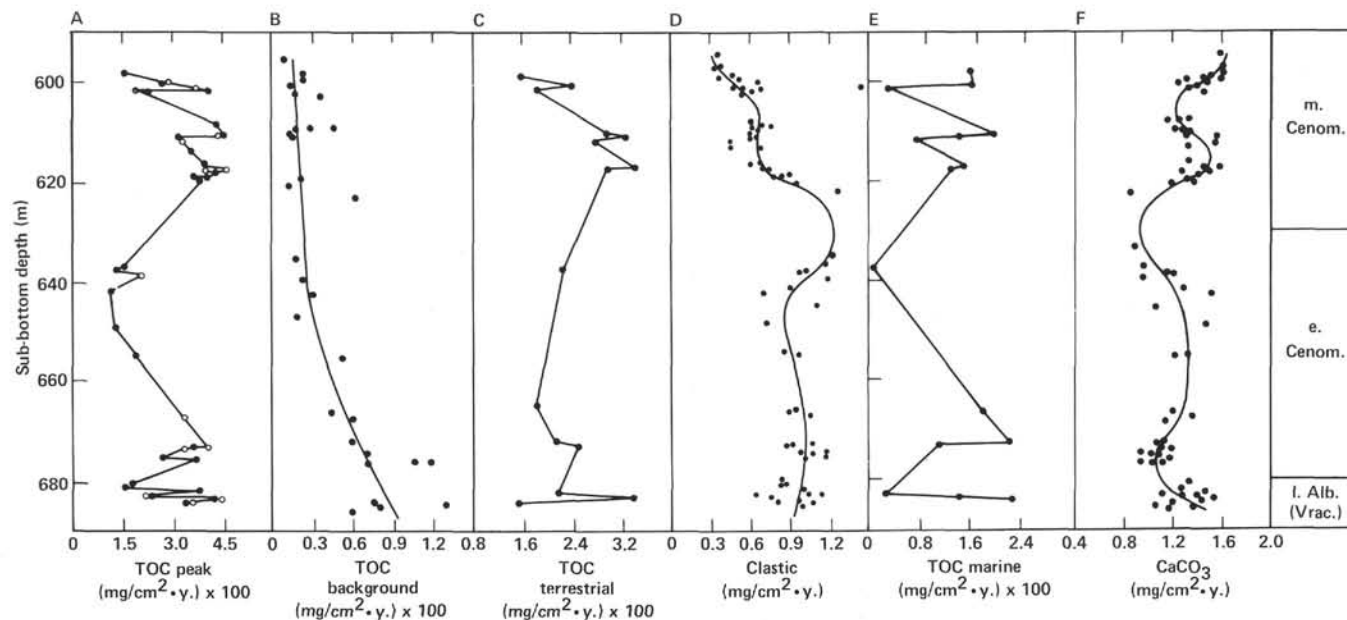 A B C D E F
Sub-bottom depth (m)
600
620
640
660
680
m.
Cenom.
e.
Cenom.
l. Alb.
(Vrac.)
0 1.5 3.0 4.5
TOC peak
(mg/cm²•y.) x 100
0 0.3 0.6 0.9 1.2
TOC
background
(mg/cm²•y.) x 100
0 1.6 2.4 3.2
TOC
terrestrial
(mg/cm²•y.) x 100
0 0.3 0.6 0.9 1.2
Clastic
(mg/cm²•y.)
0 0.8 1.6 2.4
TOC marine
(mg/cm²•y.) x 100
0 0.8 1.2 1.6 2.0
CaCO₃
(mg/cm²•y.)